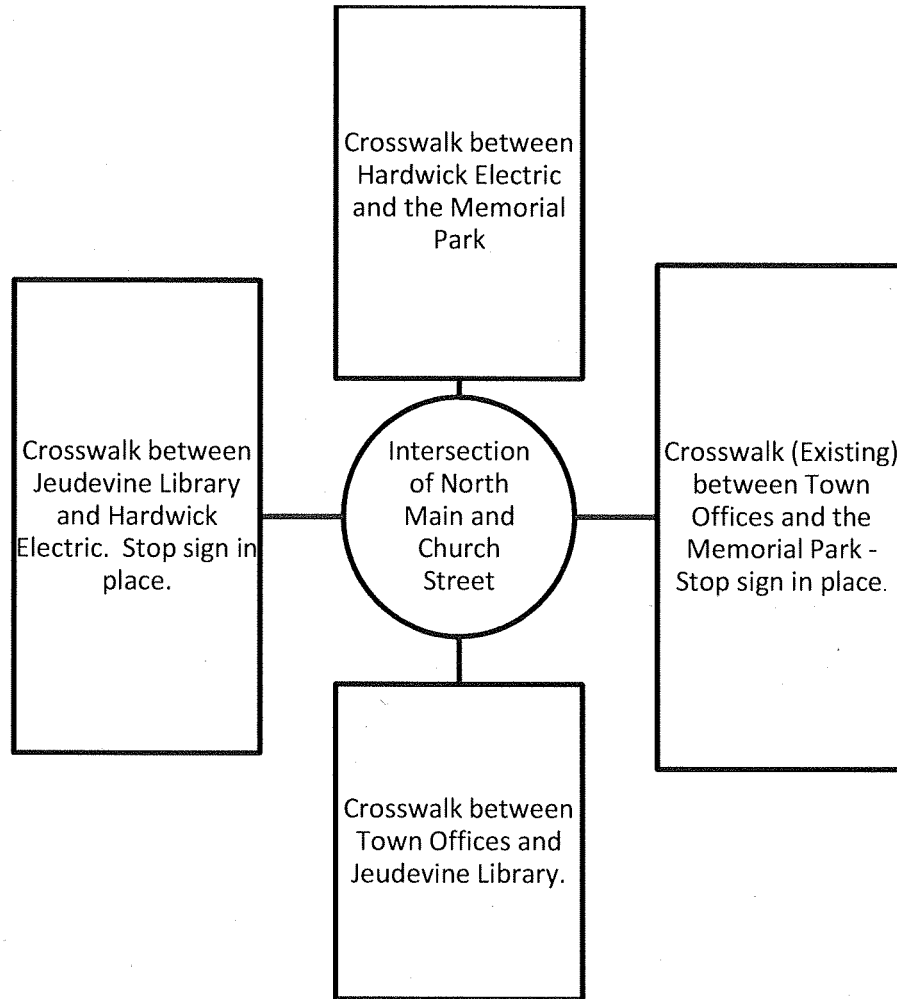 Crosswalk between
Hardwick Electric
and the Memorial
Park
Crosswalk between
Jeudevine Library
and Hardwick
Electric. Stop sign in
place.
Intersection
of North
Main and
Church
Street
Crosswalk (Existing)
between Town
Offices and the
Memorial Park -
Stop sign in place.
Crosswalk between
Town Offices and
Jeudevine Library.